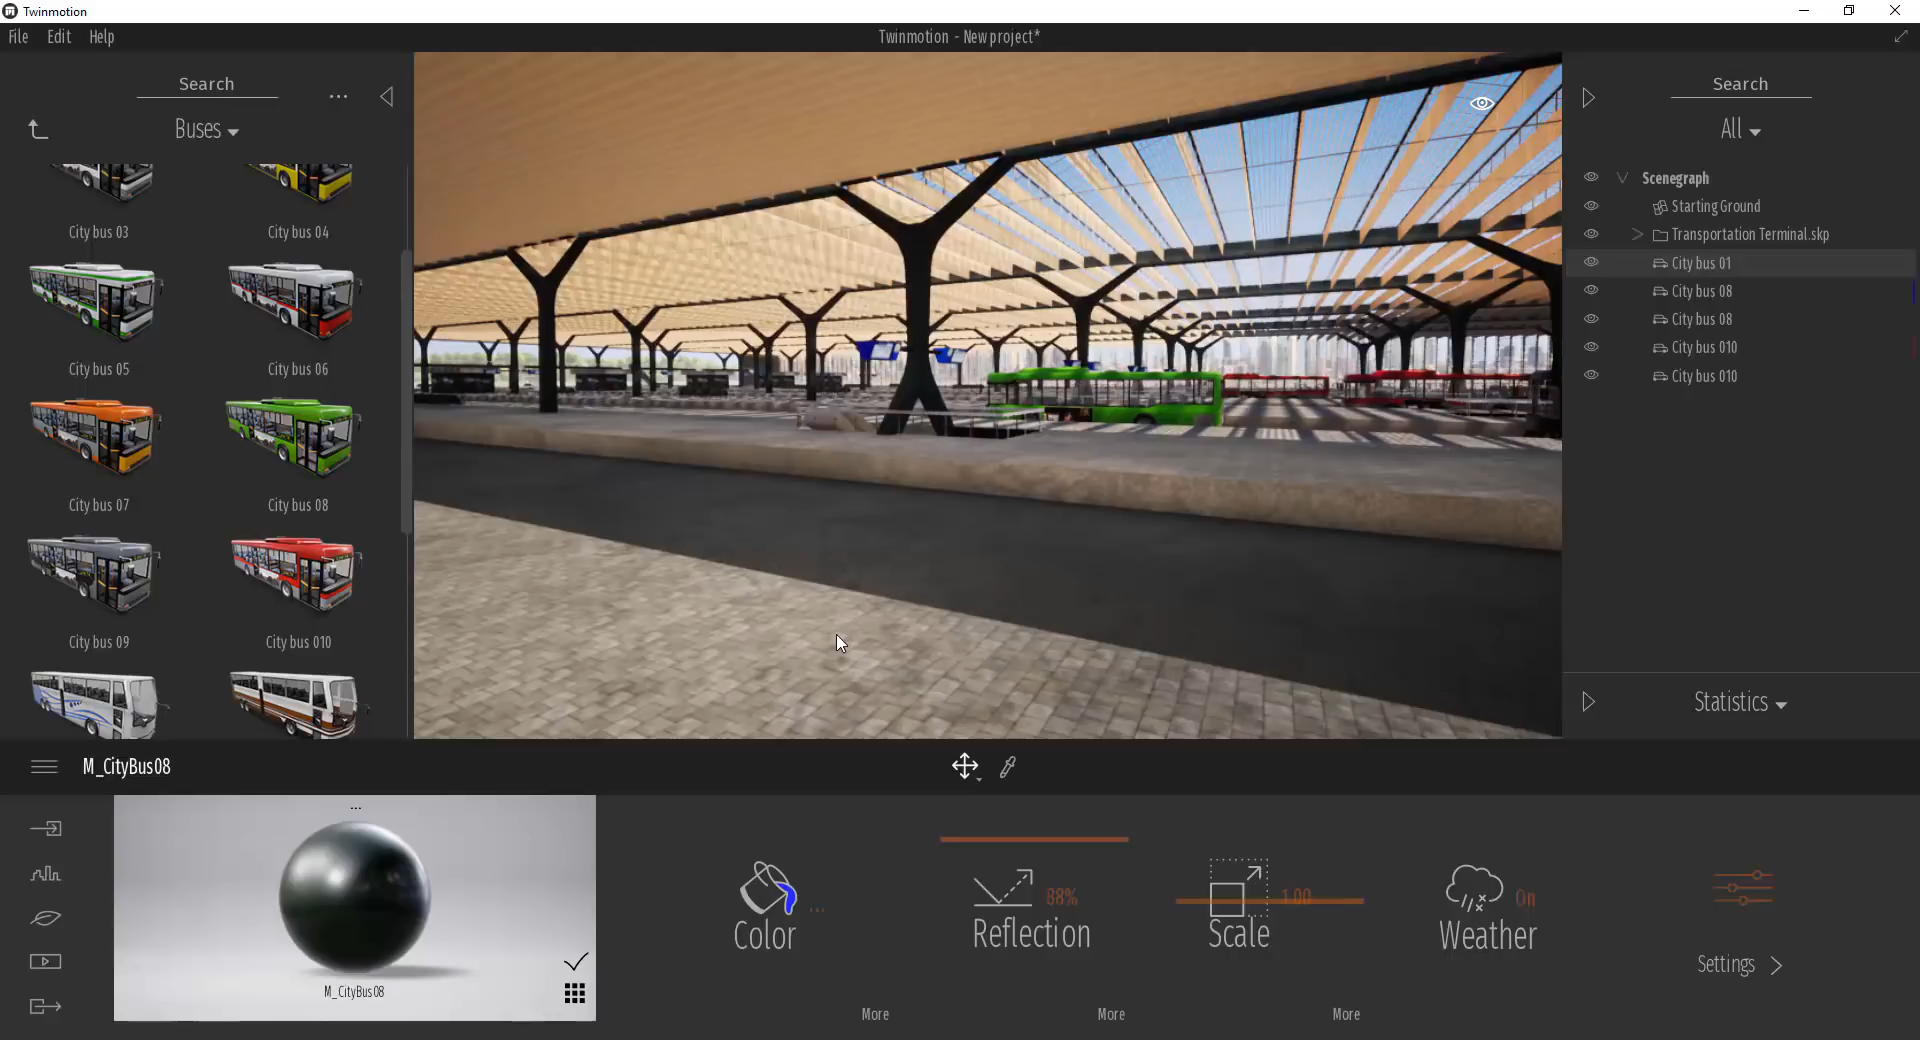 Twinmotion
File Edit Help
Twinmotion - New project*
Search
...
Buses
City bus 03
City bus 04
City bus 05
City bus 06
City bus 07
City bus 08
City bus 09
City bus 010
Search
All
Scenegraph
Starting Ground
Transportation Terminal.skp
City bus 01
City bus 08
City bus 08
City bus 010
City bus 010
Statistics
M_CityBus08
...
M_CityBus08
Color
...
More
88%
Reflection
More
1.00
Scale
More
On
Weather
Settings